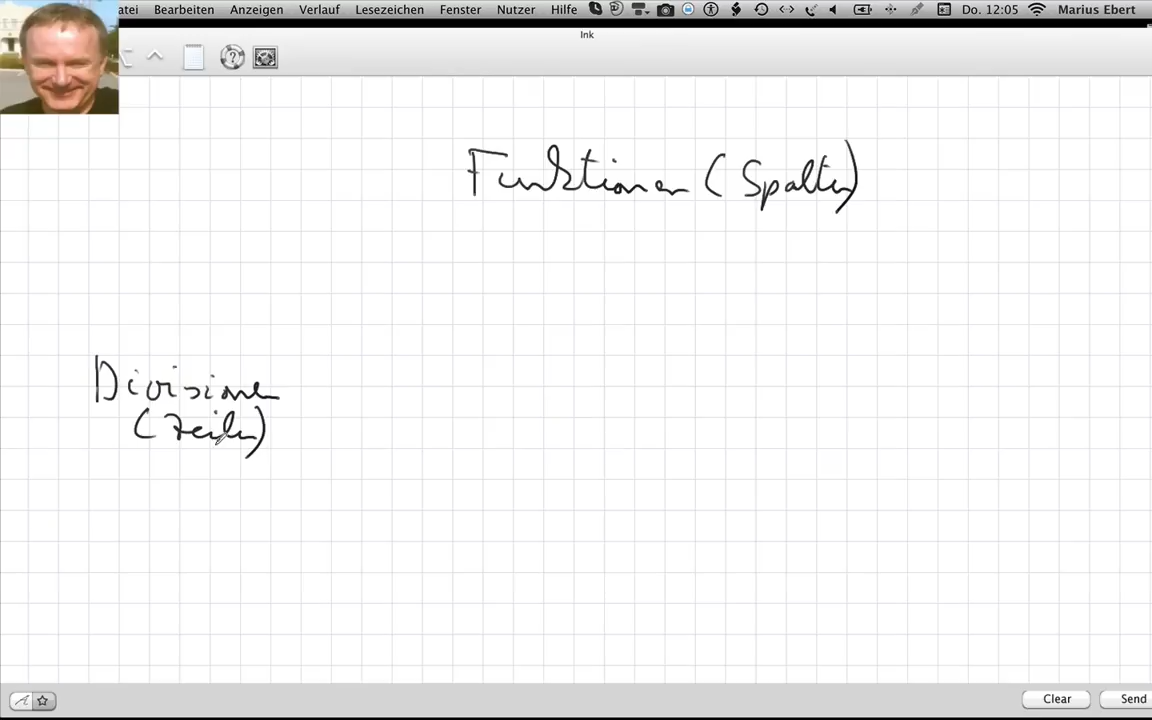 atei Bearbeiten Anzeigen Verlauf Lesezeichen Fenster Nutzer Hilfe Do. 12:05 Marius Ebert
Ink
Funktionen (Spalten)
Divisionen
(Zeilen)
Clear Send